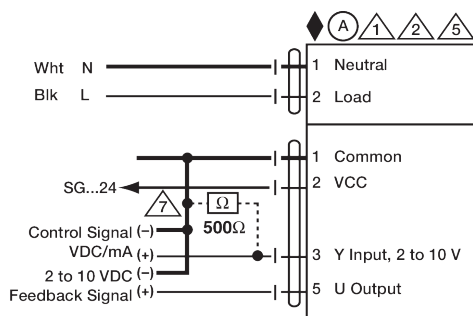 A 1 2 5
Wht N 1 Neutral
Blk L 2 Load
1 Common
SG...24 2 VCC
7 Ω
500Ω
Control Signal (–)
VDC/mA (+) 3 Y Input, 2 to 10 V
2 to 10 VDC (–)
Feedback Signal (+) 5 U Output